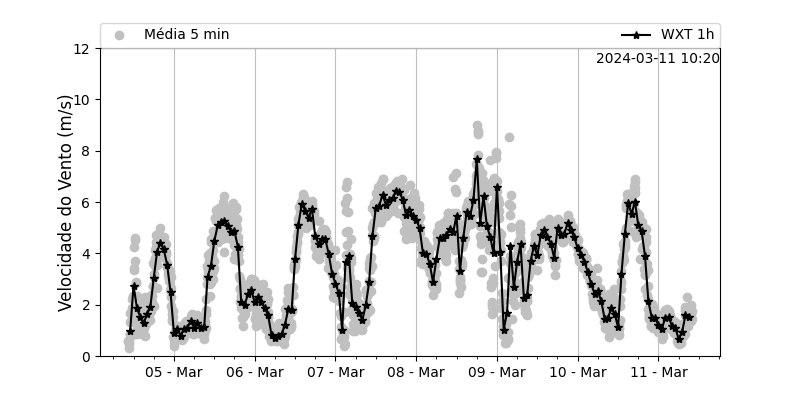 Média 5 min
WXT 1h
2024-03-11 10:20
Velocidade do Vento (m/s)
12
10
8
6
4
2
0
05 - Mar
06 - Mar
07 - Mar
08 - Mar
09 - Mar
10 - Mar
11 - Mar